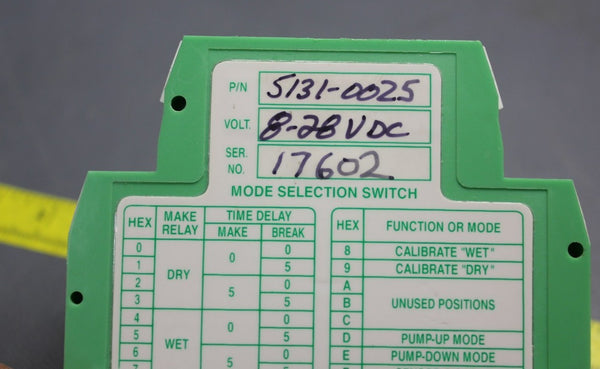 P/N 5131-0025
VOLT. 8-28 VDC
SER. NO. 17602
MODE SELECTION SWITCH
HEX MAKE RELAY TIME DELAY HEX FUNCTION OR MODE
MAKE BREAK
0 DRY 0 0 8 CALIBRATE "WET"
1 5 9 CALIBRATE "DRY"
2 5 0 A UNUSED POSITIONS
3 5 B
4 WET 0 0 C
5 5 D PUMP-UP MODE
6 5 0 E PUMP-DOWN MODE